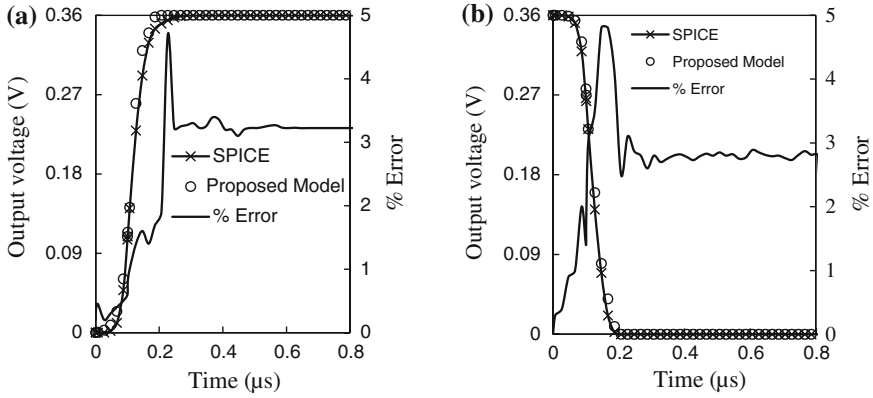 (a)
0.36
0.27
0.18
0.09
0
Output voltage (V)
5
4
3
2
1
0
% Error
SPICE
Proposed Model
% Error
0
0.2
0.4
0.6
0.8
Time (µs)
(b)
0.36
0.27
0.18
0.09
0
Output voltage (V)
5
4
3
2
1
0
% Error
SPICE
Proposed Model
% Error
0
0.2
0.4
0.6
0.8
Time (µs)